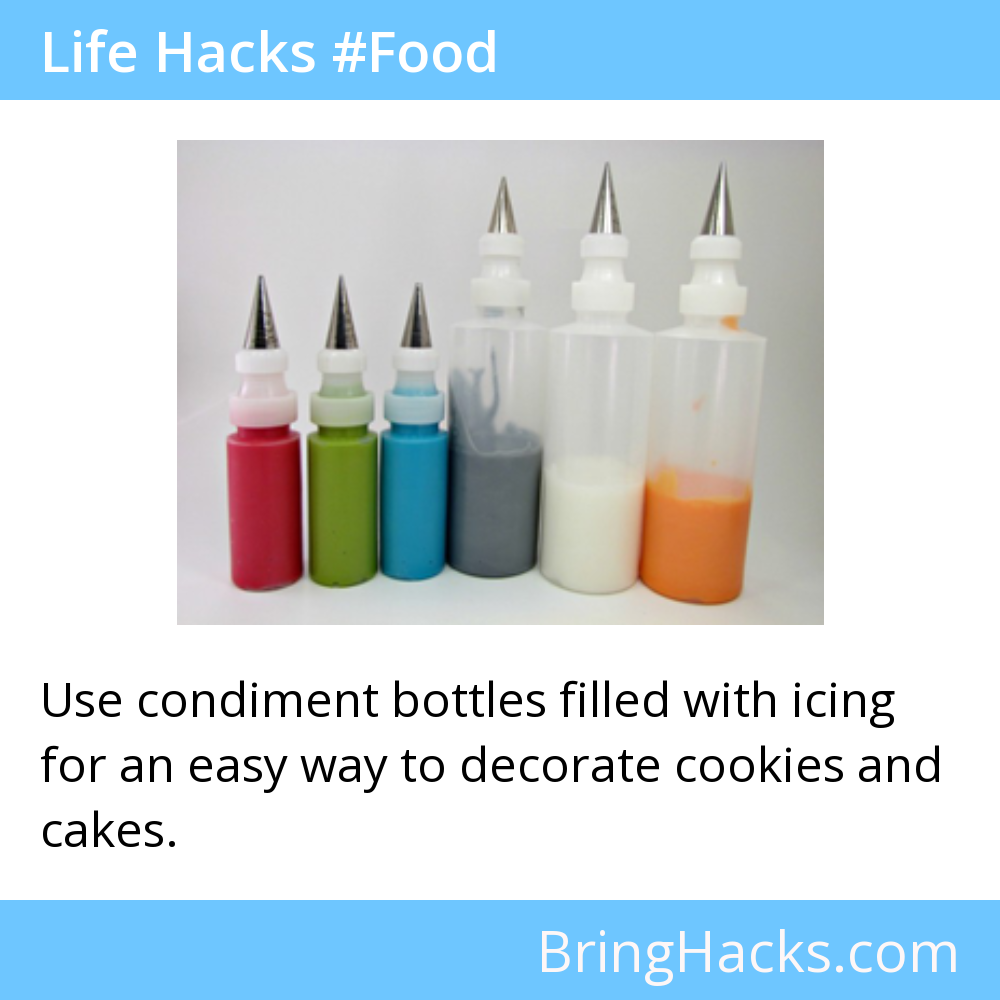 Life Hacks #Food
Use condiment bottles filled with icing
for an easy way to decorate cookies and
cakes.
BringHacks.com